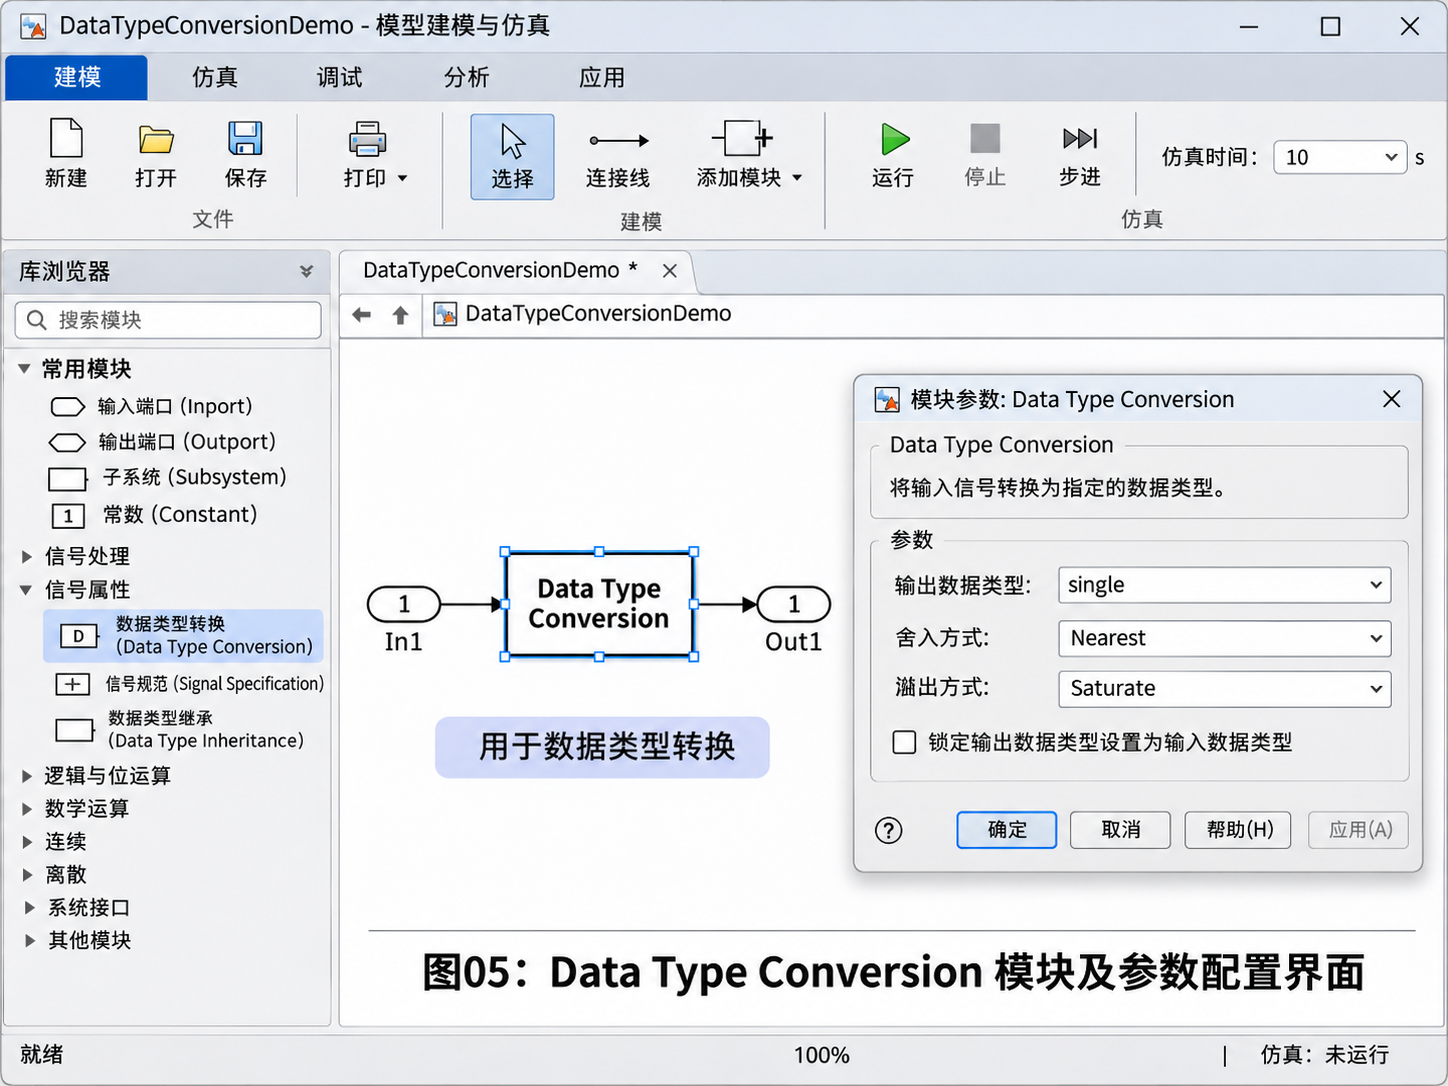 DataTypeConversionDemo - 模型建模与仿真
建模 仿真 调试 分析 应用
新建 打开 保存 打印 选择 连接线 添加模块 运行 停止 步进 仿真时间： 10 s
文件 建模 仿真
库浏览器
搜索模块
常用模块
输入端口 (Inport)
输出端口 (Outport)
子系统 (Subsystem)
1 常数 (Constant)
信号处理
信号属性
D 数据类型转换
(Data Type Conversion)
信号规范 (Signal Specification)
数据类型继承
(Data Type Inheritance)
逻辑与位运算
数学运算
连续
离散
系统接口
其他模块
DataTypeConversionDemo *
DataTypeConversionDemo
1
In1
Data Type
Conversion
1
Out1
用于数据类型转换
模块参数: Data Type Conversion
Data Type Conversion
将输入信号转换为指定的数据类型。
参数
输出数据类型: single
舍入方式: Nearest
溢出方式: Saturate
锁定输出数据类型设置为输入数据类型
? 确定 取消 帮助(H) 应用(A)
图05：Data Type Conversion 模块及参数配置界面
就绪 100% | 仿真：未运行